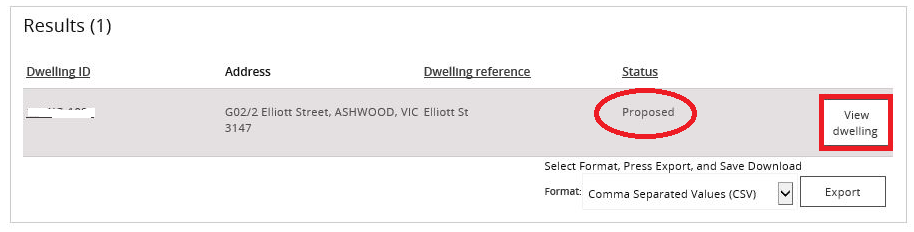 Results (1)
Dwelling ID Address Dwelling reference Status
G02/2 Elliott Street, ASHWOOD, VIC Elliott St Proposed View
3147 dwelling
Select Format, Press Export, and Save Download
Format: Comma Separated Values (CSV) Export